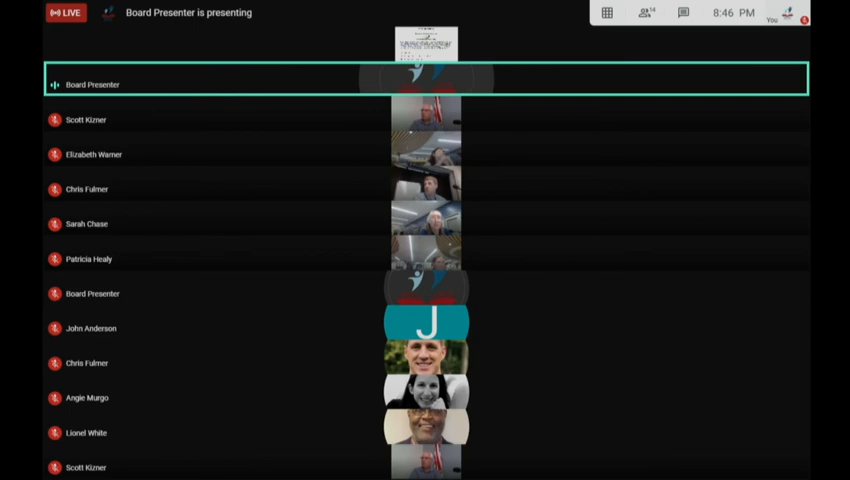 LIVE
Board Presenter is presenting
14
8:46 PM
You
Board Presenter
Scott Kizner
Elizabeth Warner
Chris Fulmer
Sarah Chase
Patricia Healy
Board Presenter
John Anderson
J
Chris Fulmer
Angie Murgo
Lionel White
Scott Kizner